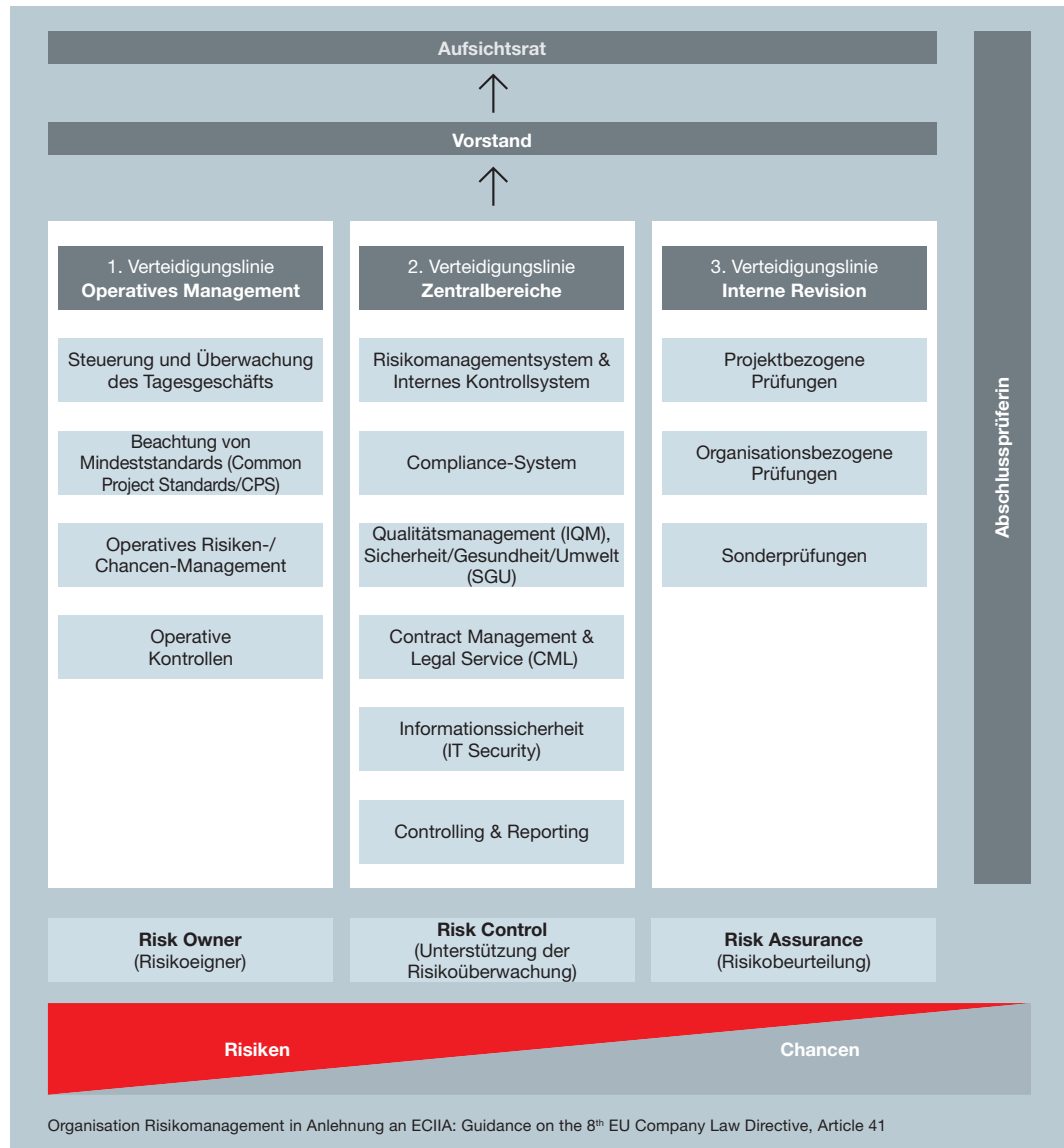 Aufsichtsrat
Vorstand
1. Verteidigungslinie
Operatives Management
Steuerung und Überwachung
des Tagesgeschäfts
Beachtung von
Mindeststandards (Common
Project Standards/CPS)
Operatives Risiken-/
Chancen-Management
Operative
Kontrollen
2. Verteidigungslinie
Zentralbereiche
Risikomanagementsystem &
Internes Kontrollsystem
Compliance-System
Qualitätsmanagement (IQM),
Sicherheit/Gesundheit/Umwelt
(SGU)
Contract Management &
Legal Service (CML)
Informationssicherheit
(IT Security)
Controlling & Reporting
3. Verteidigungslinie
Interne Revision
Projektbezogene
Prüfungen
Organisationsbezogene
Prüfungen
Sonderprüfungen
Abschlussprüferin
Risk Owner
(Risikoeigner)
Risk Control
(Unterstützung der
Risikoüberwachung)
Risk Assurance
(Risikobeurteilung)
Risiken
Chancen
Organisation Risikomanagement in Anlehnung an ECIIA: Guidance on the 8th EU Company Law Directive, Article 41